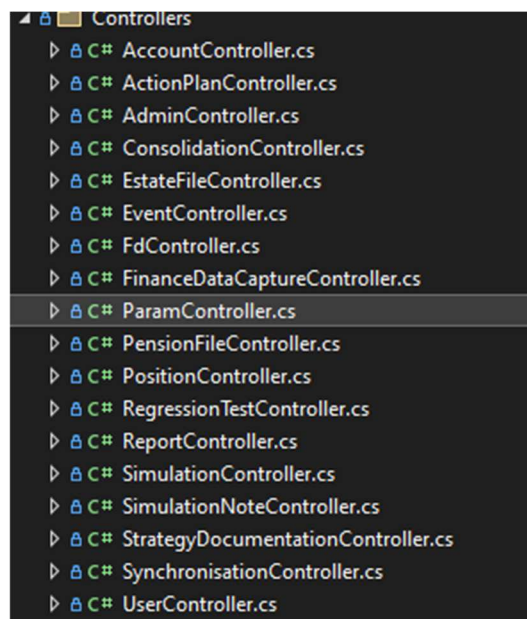 Controllers
C# AccountController.cs
C# ActionPlanController.cs
C# AdminController.cs
C# ConsolidationController.cs
C# EstateFileController.cs
C# EventController.cs
C# FdController.cs
C# FinanceDataCaptureController.cs
C# ParamController.cs
C# PensionFileController.cs
C# PositionController.cs
C# RegressionTestController.cs
C# ReportController.cs
C# SimulationController.cs
C# SimulationNoteController.cs
C# StrategyDocumentationController.cs
C# SynchronisationController.cs
C# UserController.cs